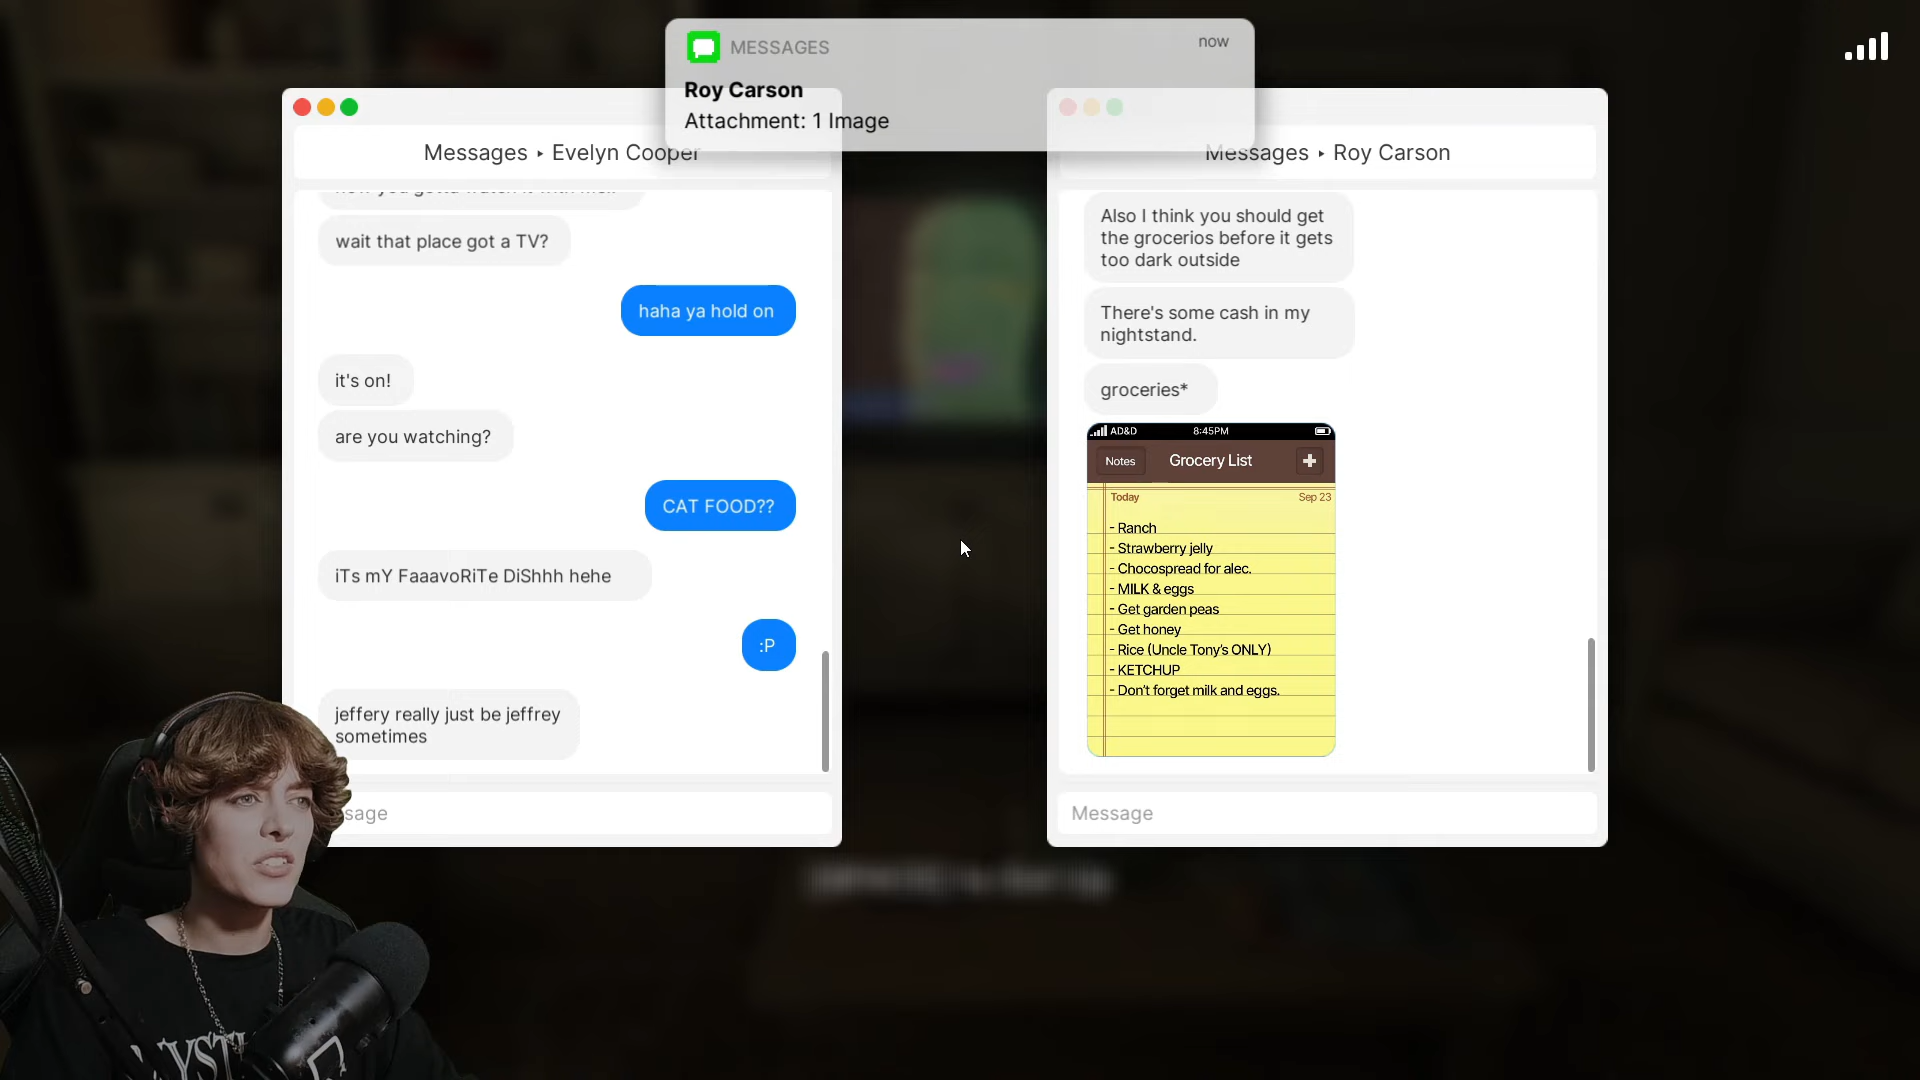 MESSAGES
now
Roy Carson
Attachment: 1 Image
Messages ▸ Evelyn Cooper
wait that place got a TV?
haha ya hold on
it's on!
are you watching?
CAT FOOD??
iTs mY FaaavoRiTe DiShhh hehe
:P
jeffery really just be jeffrey
sometimes
sage
Messages ▸ Roy Carson
Also I think you should get
the grocerios before it gets
too dark outside
There's some cash in my
nightstand.
groceries*
AD&D
8:45PM
Notes
Grocery List
Today
Sep 23
- Ranch
- Strawberry jelly
- Chocospread for alec.
- MILK & eggs
- Get garden peas
- Get honey
- Rice (Uncle Tony's ONLY)
- KETCHUP
- Don't forget milk and eggs.
Message